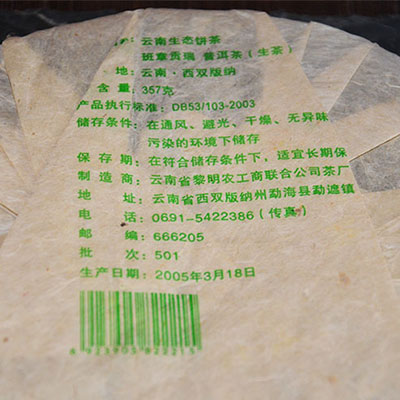 云南生态饼茶
班章贡瑰 普洱茶（生茶）
地：云南·西双版纳
含 量：357克
产品执行标准：DB53/103-2003
储存条件：在通风、避光、干燥、无异味
污染的环境下储存
保 存 期：在符合储存条件下，适宜长期保
制 造 商：云南省黎明农工商联合公司茶厂
地 址：云南省西双版纳州勐海县勐遮镇
电 话：0691-5422386（传真）
邮 编：666205
批 次：501
生产日期：2005年3月18日